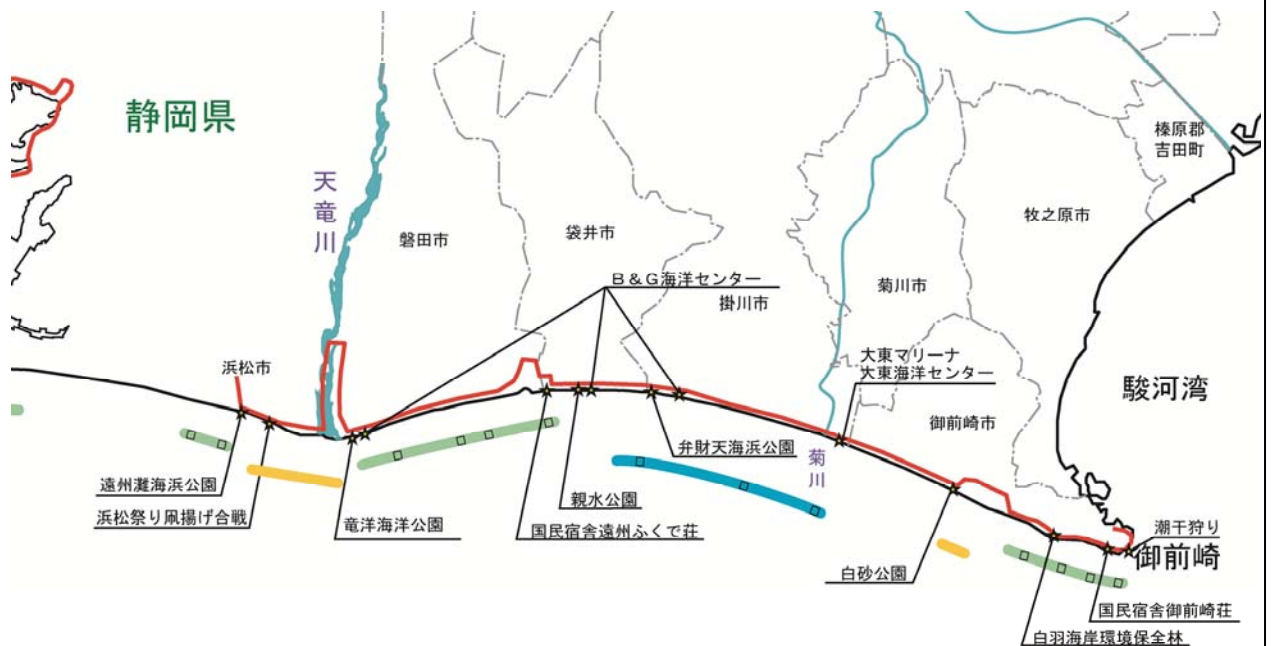 静岡県
天竜川
磐田市
袋井市
榛原郡
吉田町
牧之原市
菊川市
B&G海洋センター
掛川市
浜松市
大東マリーナ
大東海洋センター
駿河湾
御前崎市
菊川
弁財天海浜公園
遠州灘海浜公園
親水公園
浜松祭り凧揚げ合戦
竜洋海洋公園
国民宿舎遠州ふくで荘
潮干狩り
御前崎
白砂公園
国民宿舎御前崎荘
白羽海岸環境保全林